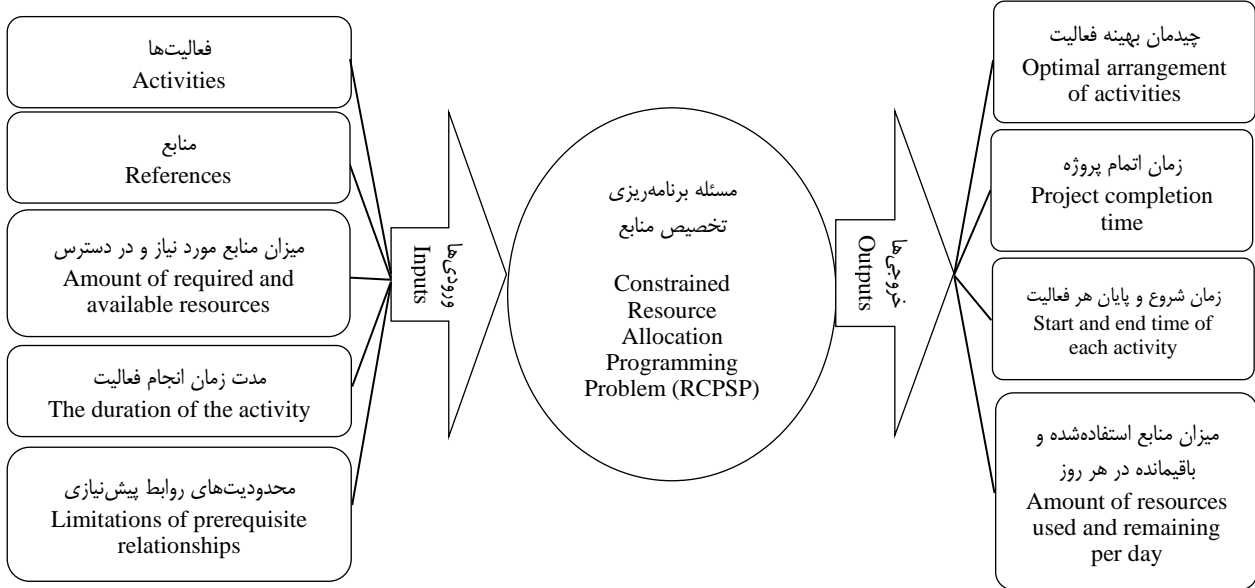 فعالیت‌ها
Activities
منابع
References
میزان منابع مورد نیاز و در دسترس
Amount of required and
available resources
مدت زمان انجام فعالیت
The duration of the activity
محدودیت‌های روابط پیش‌نیازی
Limitations of prerequisite
relationships
ورودی‌ها
Inputs
مسئله برنامه‌ریزی
تخصیص منابع
Constrained
Resource
Allocation
Programming
Problem (RCPSP)
خروجی‌ها
Outputs
چیدمان بهینه فعالیت
Optimal arrangement
of activities
زمان اتمام پروژه
Project completion
time
زمان شروع و پایان هر فعالیت
Start and end time of
each activity
میزان منابع استفاده‌شده و
باقیمانده در هر روز
Amount of resources
used and remaining
per day